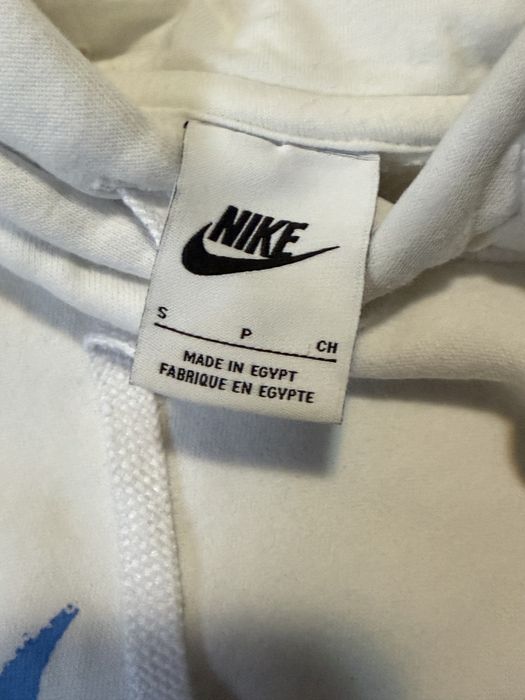 NIKE
S P CH
MADE IN EGYPT
FABRIQUE EN EGYPTE